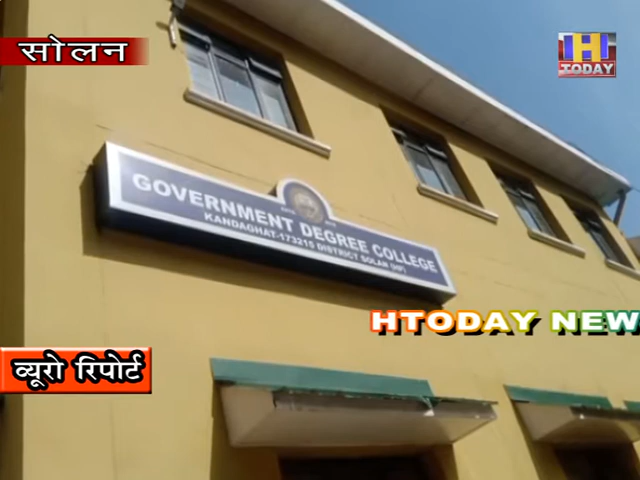 सोलन
H
TODAY
GOVERNMENT DEGREE COLLEGE
KANDAGHAT-173215 DISTRICT SOLAN (HP)
HTODAY NEW
ब्यूरो रिपोर्ट